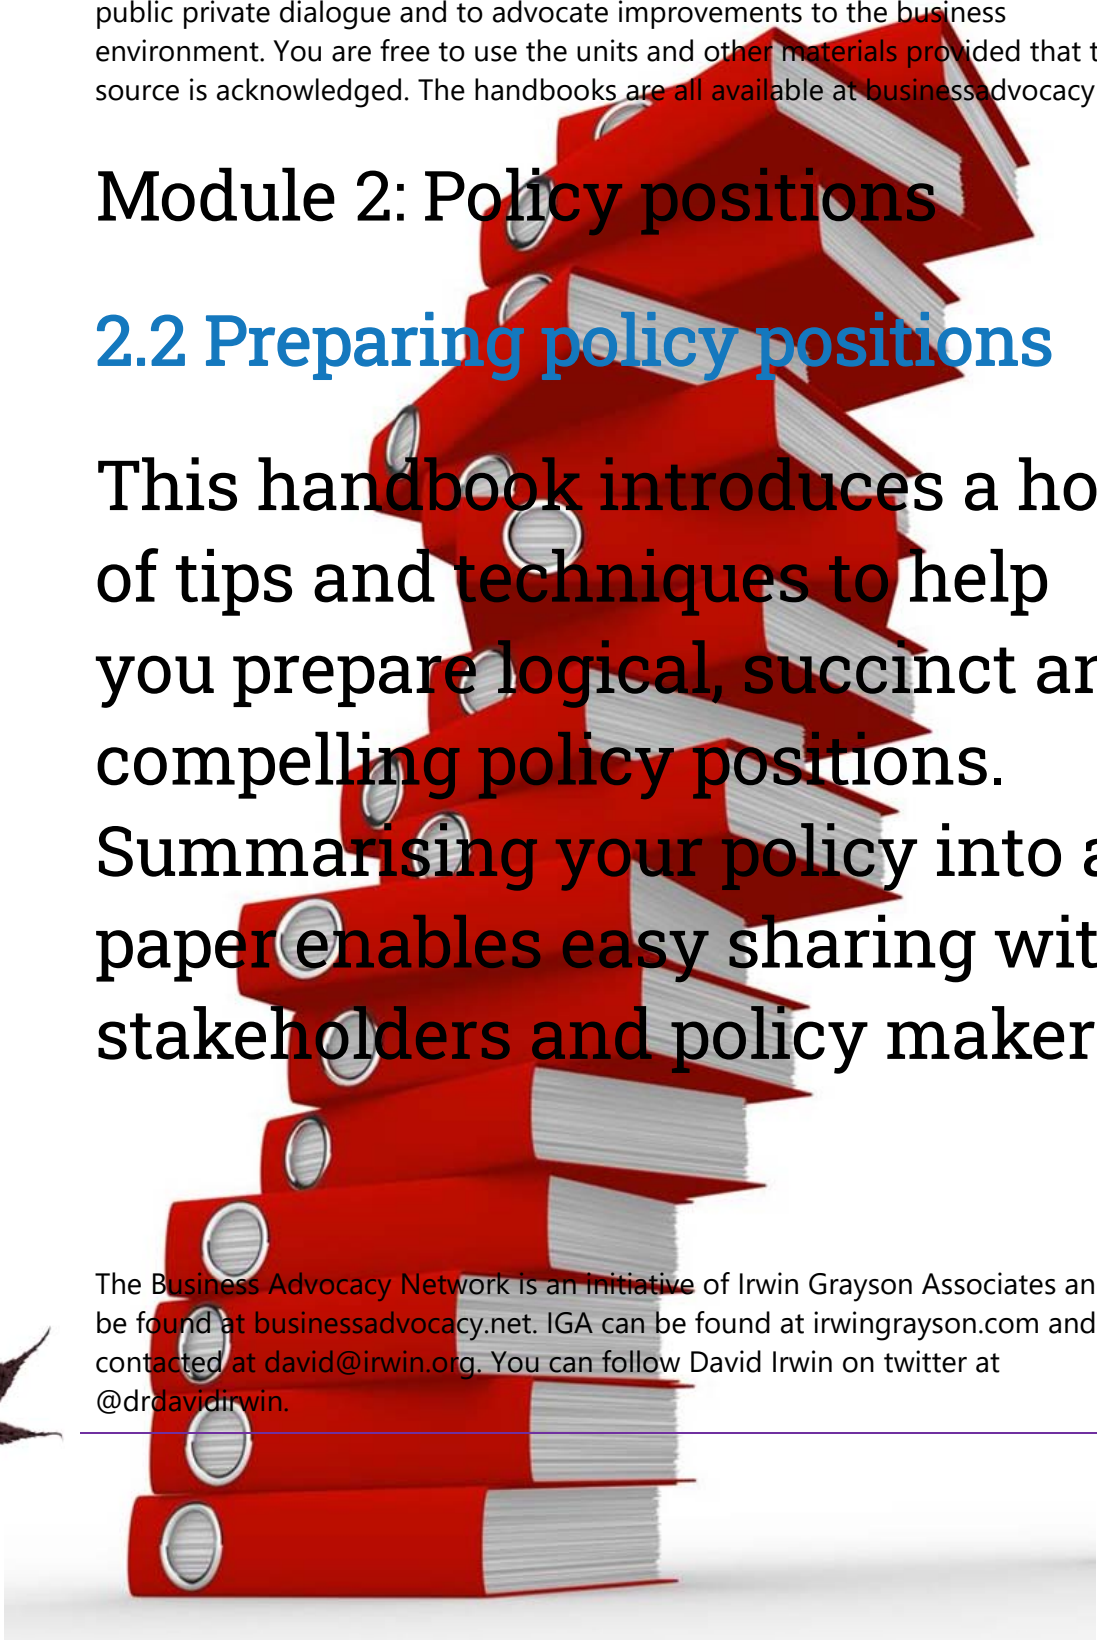 public private dialogue and to advocate improvements to the business
environment. You are free to use the units and other materials provided that
source is acknowledged. The handbooks are all available at businessadvocacy
Module 2: Policy positions
2.2 Preparing policy positions
This handbook introduces a
of tips and techniques to help
you prepare logical, succinct
compelling policy positions.
Summarising your policy into
paper enables easy sharing
stakeholders and policy maker
The Business Advocacy Network is an initiative of Irwin Grayson Associates
be found at businessadvocacy.net. IGA can be found at irwingrayson.com and
contacted at david@irwin.org. You can follow David Irwin on twitter at
@drdavidirwin.